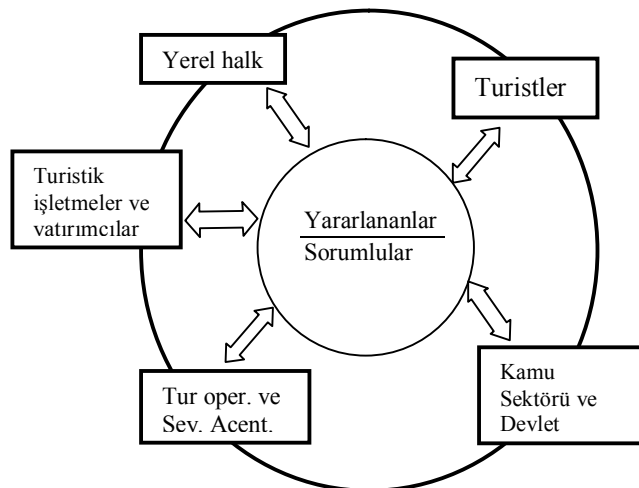 Yerel halk
Turistler
Turistik
işletmeler ve
vatırımcılar
Yararlananlar
Sorumlular
Tur oper. ve
Sev. Acent.
Kamu
Sektörü ve
Devlet